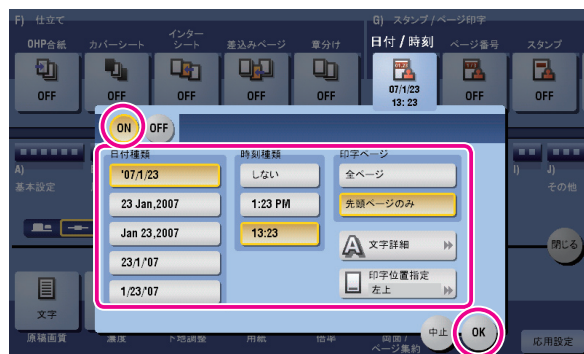 F) 仕立て
G) スタンプ / ページ印字
OHP合紙
カバーシート
インター
シート
差込みページ
章分け
日付 / 時刻
ページ番号
スタンプ
OFF
OFF
OFF
OFF
OFF
07/1/23
13: 23
OFF
OFF
ON
OFF
日付種類
時刻種類
印字ページ
'07/1/23
しない
全ページ
23 Jan,2007
1:23 PM
先頭ページのみ
Jan 23,2007
13:23
文字詳細
23/1/'07
印字位置指定
左上
1/23/'07
A)
基本設定
I)
J)
その他
閉じる
文字
中止
OK
原稿画質
濃度
下地調整
用紙
倍率
両面 /
ページ集約
応用設定